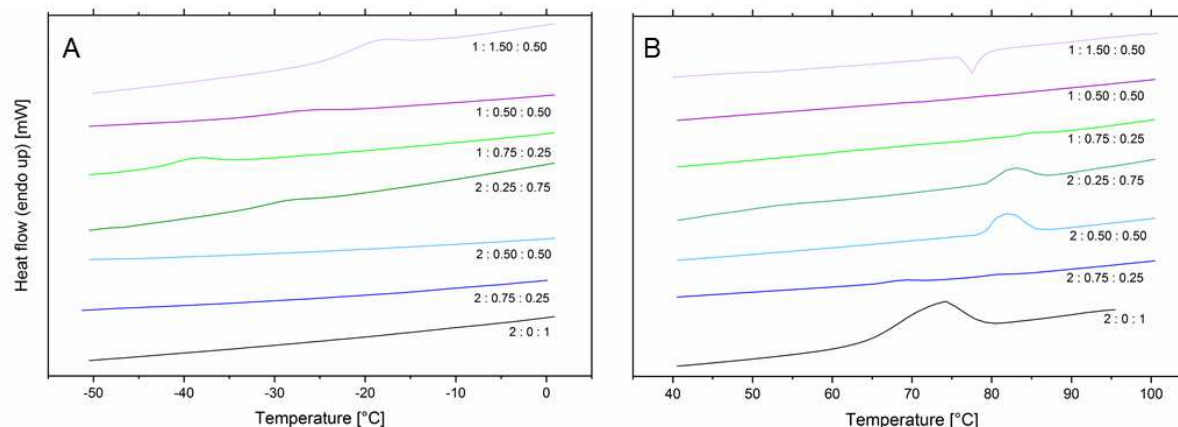 A
1 : 1.50 : 0.50
1 : 0.50 : 0.50
1 : 0.75 : 0.25
2 : 0.25 : 0.75
2 : 0.50 : 0.50
2 : 0.75 : 0.25
2 : 0 : 1
Heat flow (endo up) [mW]
-50 -40 -30 -20 -10 0
Temperature [°C]
B
1 : 1.50 : 0.50
1 : 0.50 : 0.50
1 : 0.75 : 0.25
2 : 0.25 : 0.75
2 : 0.50 : 0.50
2 : 0.75 : 0.25
2 : 0 : 1
40 50 60 70 80 90 100
Temperature [°C]